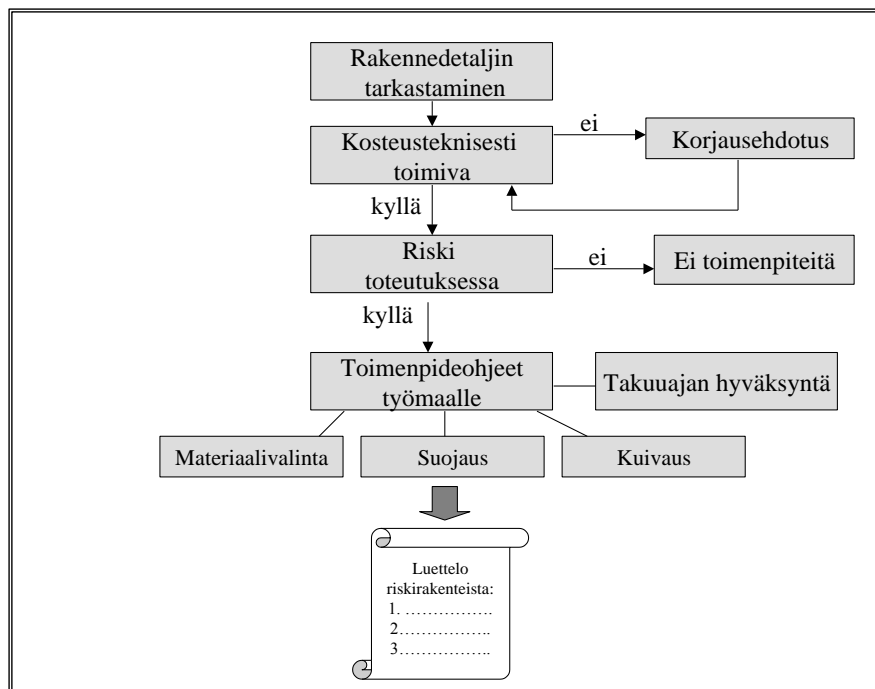 Rakennedetaljin
tarkastaminen
ei
Kosteusteknisesti
toimiva
Korjausehdotus
kyllä
Riski
toteutuksessa
ei
Ei toimenpiteitä
kyllä
Toimenpideohjeet
työmaalle
Takuuajan hyväksyntä
Materiaalivalinta
Suojaus
Kuivaus
Luettelo
riskirakenteista:
1. …………….
2……………..
3……………..